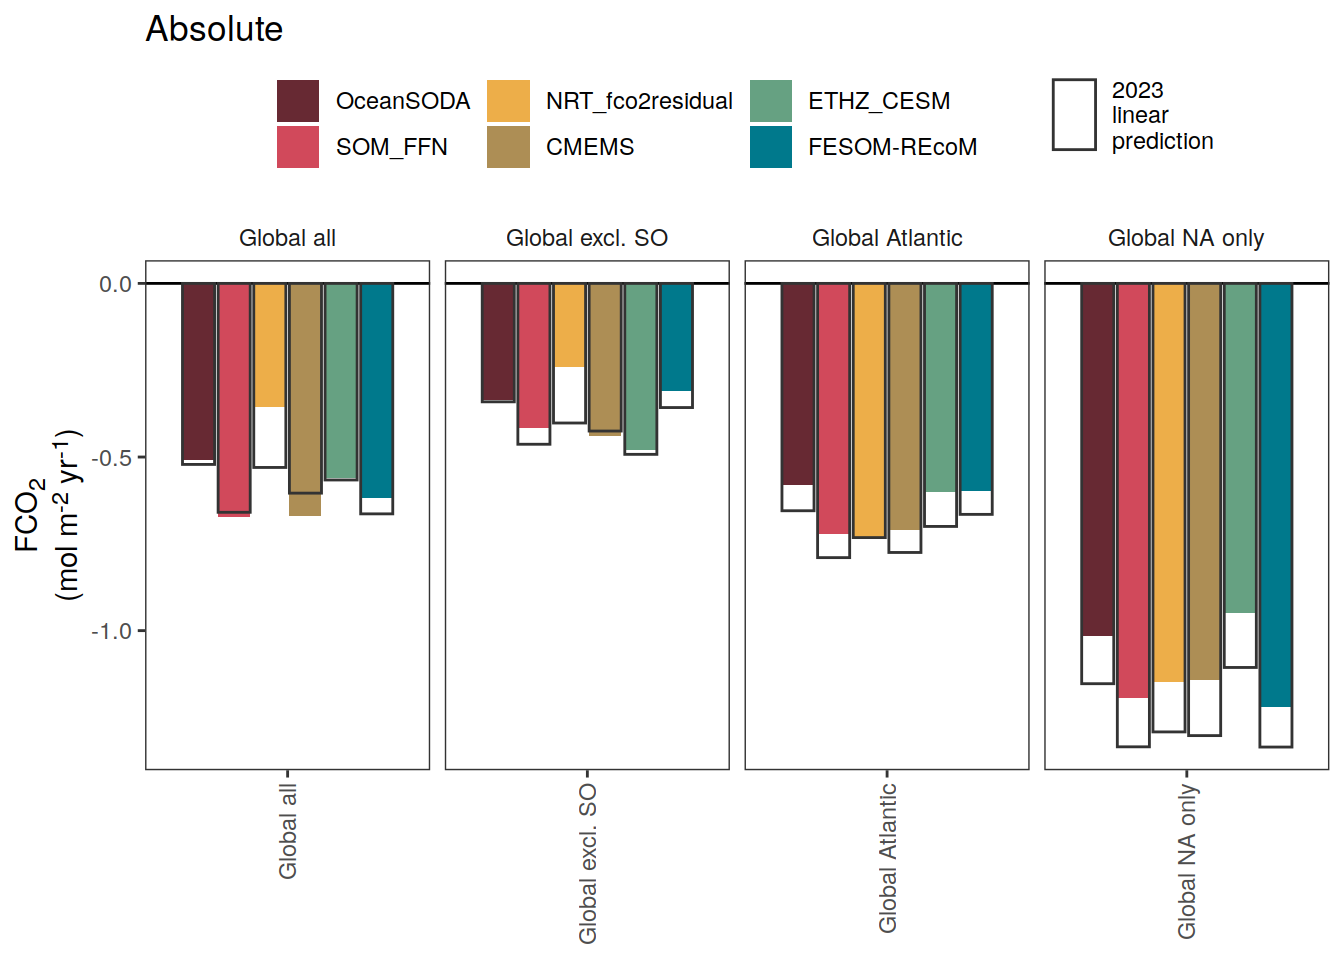 Absolute
OceanSODA
SOM_FFN
NRT_fco2residual
CMEMS
ETHZ_CESM
FESOM-REcoM
2023
linear
prediction
Global all
Global excl. SO
Global Atlantic
Global NA only
FCO₂
(mol m⁻² yr⁻¹)
0.0
-0.5
-1.0
Global all
Global excl. SO
Global Atlantic
Global NA only